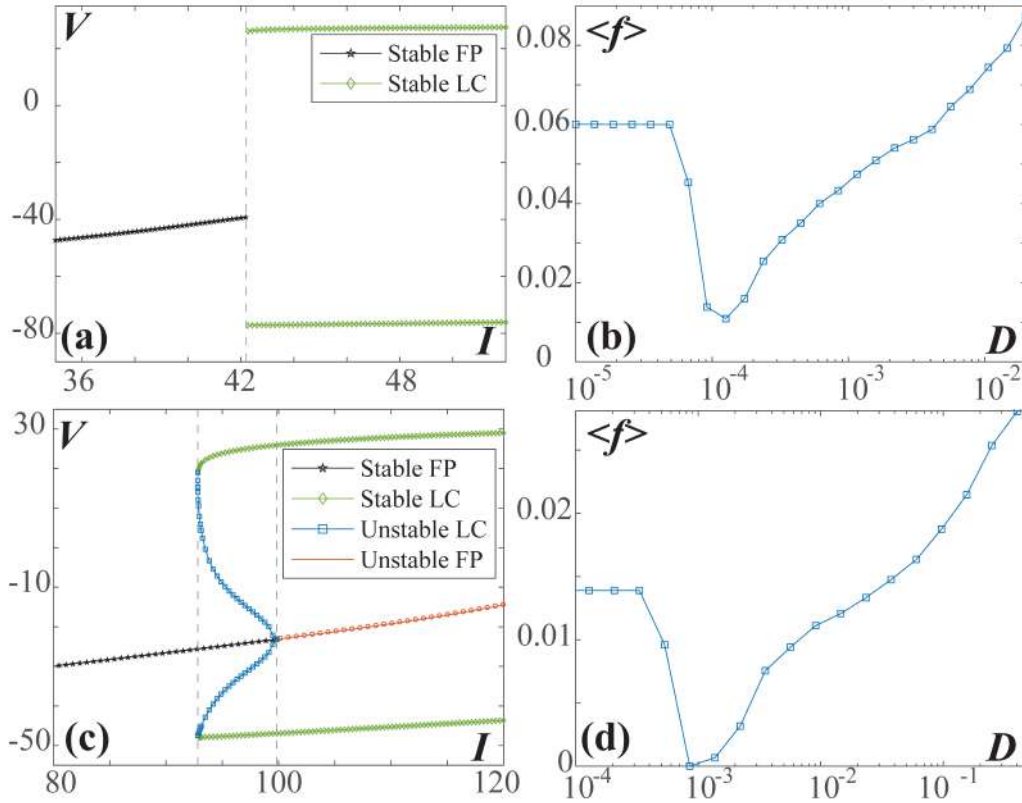 V
0
-40
-80
36
42
48
I
(a)
Stable FP
Stable LC
<f>
0.08
0.06
0.04
0.02
0
10^-5
10^-4
10^-3
10^-2
D
(b)
V
30
-10
-50
80
100
120
I
(c)
Stable FP
Stable LC
Unstable LC
Unstable FP
<f>
0.02
0.01
0
10^-4
10^-3
10^-2
10^-1
D
(d)